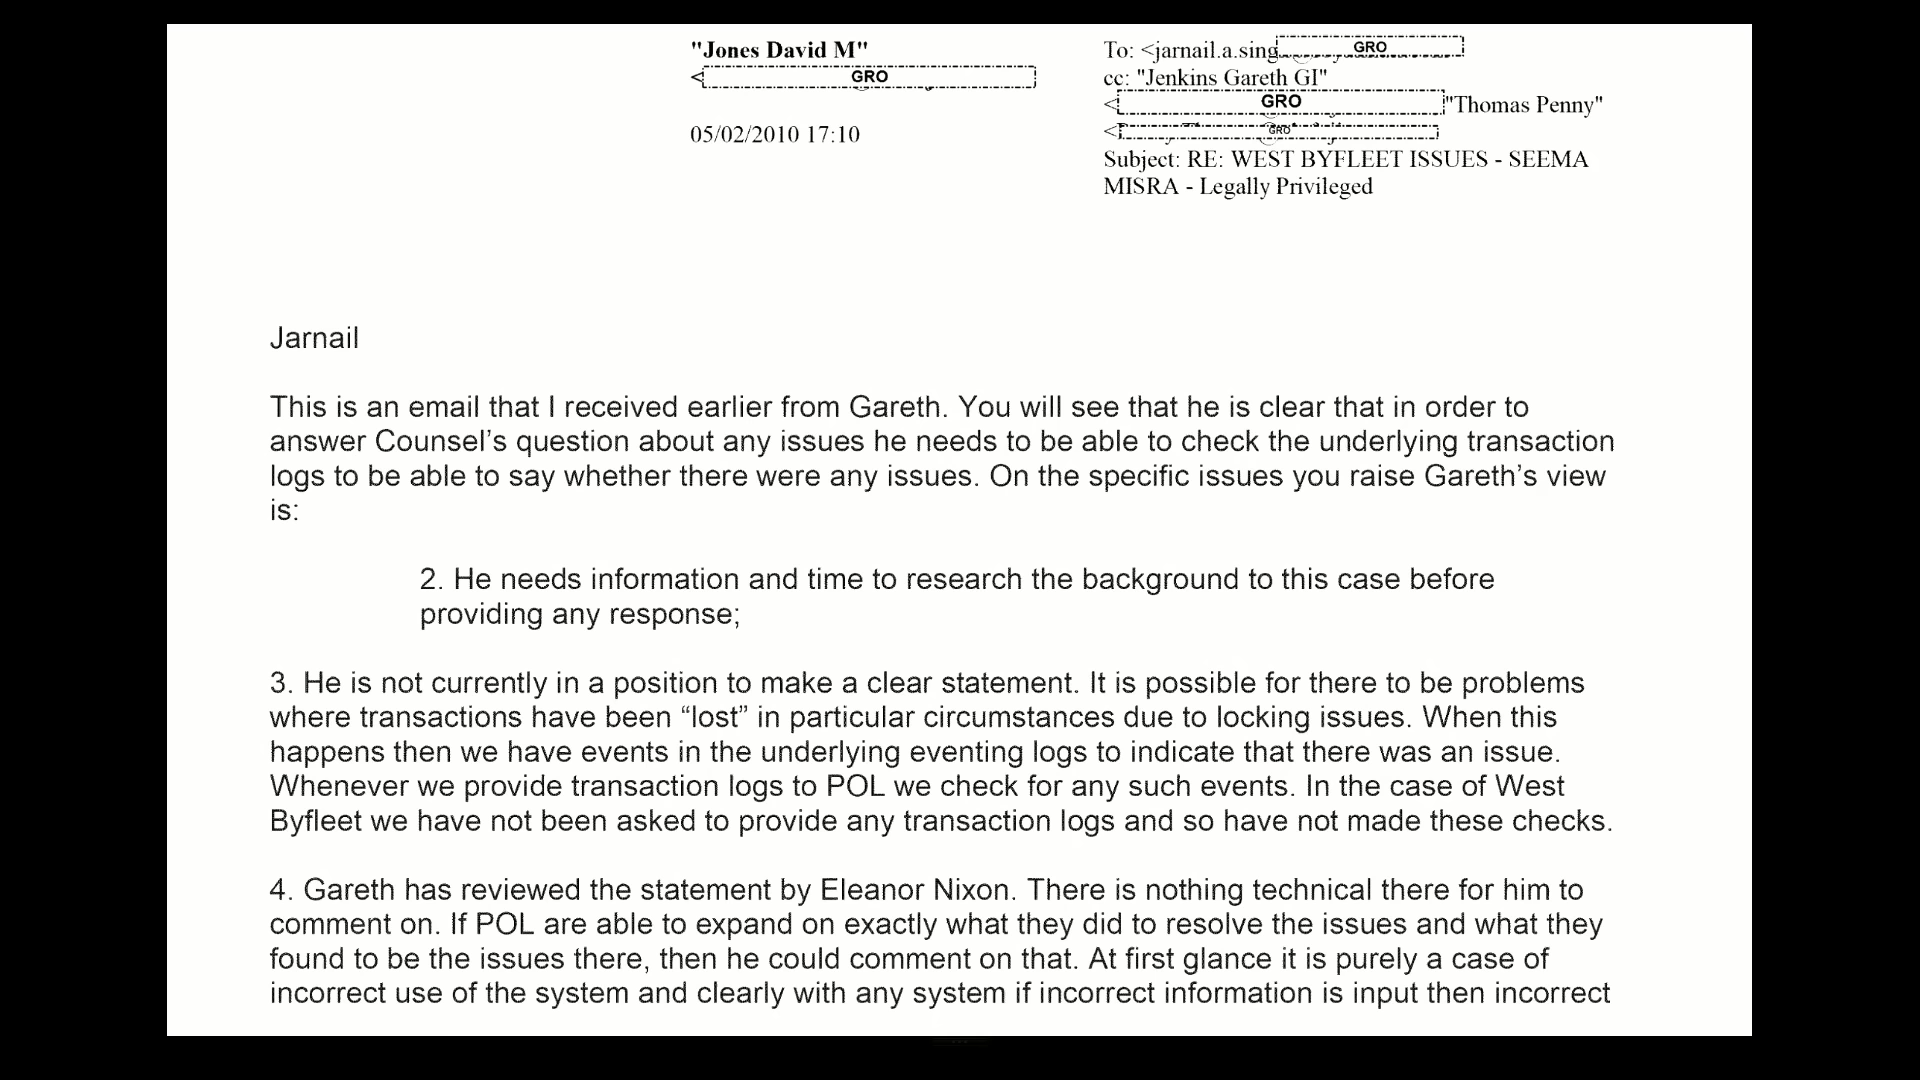 "Jones David M"
< GRO
05/02/2010 17:10
To: <jarnail.a.sing GRO
cc: "Jenkins Gareth GI"
< GRO "Thomas Penny"
< GRO
Subject: RE: WEST BYFLEET ISSUES - SEEMA
MISRA - Legally Privileged
Jarnail
This is an email that I received earlier from Gareth. You will see that he is clear that in order to
answer Counsel’s question about any issues he needs to be able to check the underlying transaction
logs to be able to say whether there were any issues. On the specific issues you raise Gareth’s view
is:
2. He needs information and time to research the background to this case before
providing any response;
3. He is not currently in a position to make a clear statement. It is possible for there to be problems
where transactions have been “lost” in particular circumstances due to locking issues. When this
happens then we have events in the underlying eventing logs to indicate that there was an issue.
Whenever we provide transaction logs to POL we check for any such events. In the case of West
Byfleet we have not been asked to provide any transaction logs and so have not made these checks.
4. Gareth has reviewed the statement by Eleanor Nixon. There is nothing technical there for him to
comment on. If POL are able to expand on exactly what they did to resolve the issues and what they
found to be the issues there, then he could comment on that. At first glance it is purely a case of
incorrect use of the system and clearly with any system if incorrect information is input then incorrect